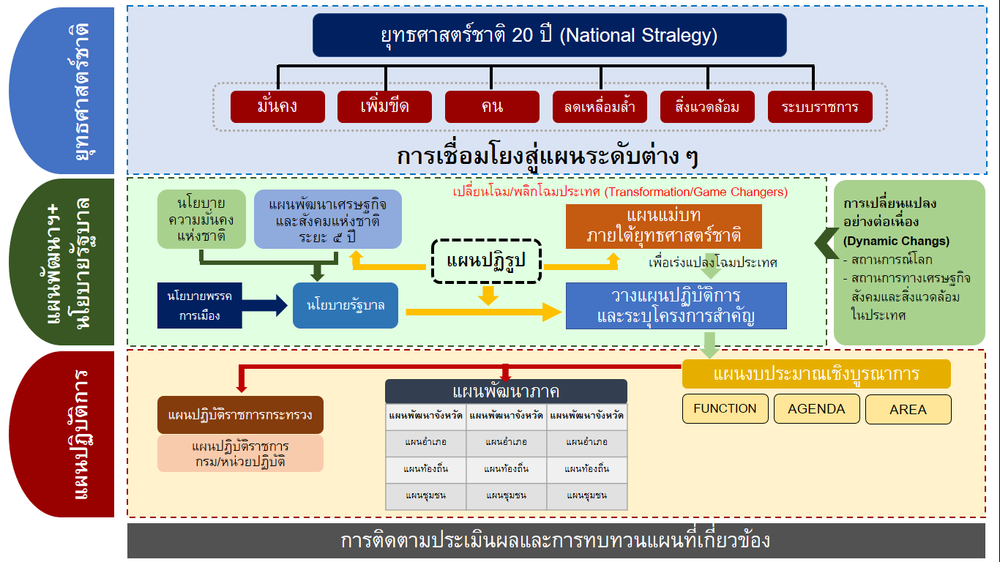 ยุทธศาสตร์ชาติ
ยุทธศาสตร์ชาติ 20 ปี (National Stralegy)
มั่นคง
เพิ่มขีด
คน
ลดเหลื่อมล้ำ
สิ่งแวดล้อม
ระบบราชการ
การเชื่อมโยงสู่แผนระดับต่าง ๆ
แผนพัฒนาฯ+
นโยบายรัฐบาล
เปลี่ยนโฉม/พลิกโฉมประเทศ (Transformation/Game Changers)
นโยบาย
ความมั่นคง
แห่งชาติ
แผนพัฒนาเศรษฐกิจ
และสังคมแห่งชาติ
ระยะ ๕ ปี
แผนปฏิรูป
แผนแม่บท
ภายใต้ยุทธศาสตร์ชาติ
เพื่อเร่งแปลงโฉมประเทศ
นโยบายพรรค
การเมือง
นโยบายรัฐบาล
วางแผนปฏิบัติการ
และระบุโครงการสำคัญ
การเปลี่ยนแปลง
อย่างต่อเนื่อง
(Dynamic Changs)
- สถานการณ์โลก
- สถานการทางเศรษฐกิจ
สังคมและสิ่งแวดล้อม
ในประเทศ
แผนปฏิบัติการ
แผนปฏิบัติราชการกระทรวง
แผนปฏิบัติราชการ
กรม/หน่วยปฏิบัติ
แผนพัฒนาภาค
แผนพัฒนาจังหวัด แผนพัฒนาจังหวัด แผนพัฒนาจังหวัด
แผนอำเภอ แผนอำเภอ แผนอำเภอ
แผนท้องถิ่น แผนท้องถิ่น แผนท้องถิ่น
แผนชุมชน แผนชุมชน แผนชุมชน
แผนงบประมาณเชิงบูรณาการ
FUNCTION
AGENDA
AREA
การติดตามประเมินผลและการทบทวนแผนที่เกี่ยวข้อง